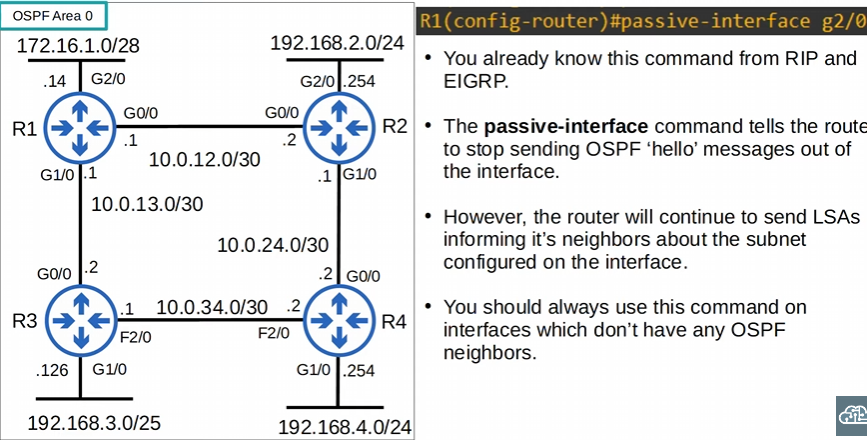 OSPF Area 0
172.16.1.0/28
192.168.2.0/24
.14 G2/0
G2/0 .254
R1
G0/0
G0/0
R2
.1
.2
10.0.12.0/30
G1/0 .1
.1 G1/0
10.0.13.0/30
10.0.24.0/30
G0/0 .2
.2 G0/0
R3
.1 10.0.34.0/30 .2
R4
F2/0
F2/0
.126 G1/0
G1/0 .254
192.168.3.0/25
192.168.4.0/24
R1(config-router)#passive-interface g2/0
• You already know this command from RIP and
EIGRP.
• The passive-interface command tells the route
to stop sending OSPF ‘hello’ messages out of
the interface.
• However, the router will continue to send LSAs
informing it’s neighbors about the subnet
configured on the interface.
• You should always use this command on
interfaces which don’t have any OSPF
neighbors.